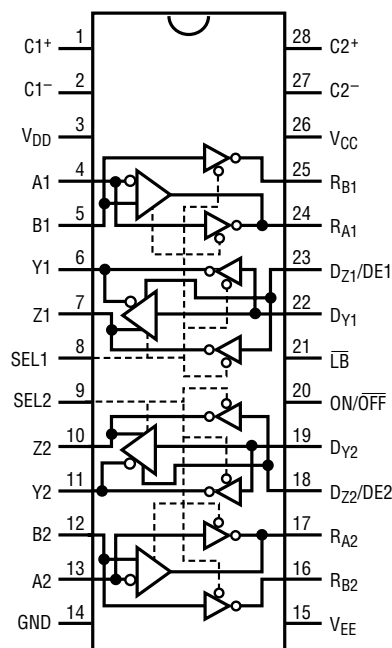 C1+ 1 28 C2+
C1− 2 27 C2−
VDD 3 26 VCC
A1 4 25 RB1
B1 5 24 RA1
Y1 6 23 DZ1/DE1
Z1 7 22 DY1
SEL1 8 21 L̅B̅
SEL2 9 20 ON/O̅F̅F̅
Z2 10 19 DY2
Y2 11 18 DZ2/DE2
B2 12 17 RA2
A2 13 16 RB2
GND 14 15 VEE